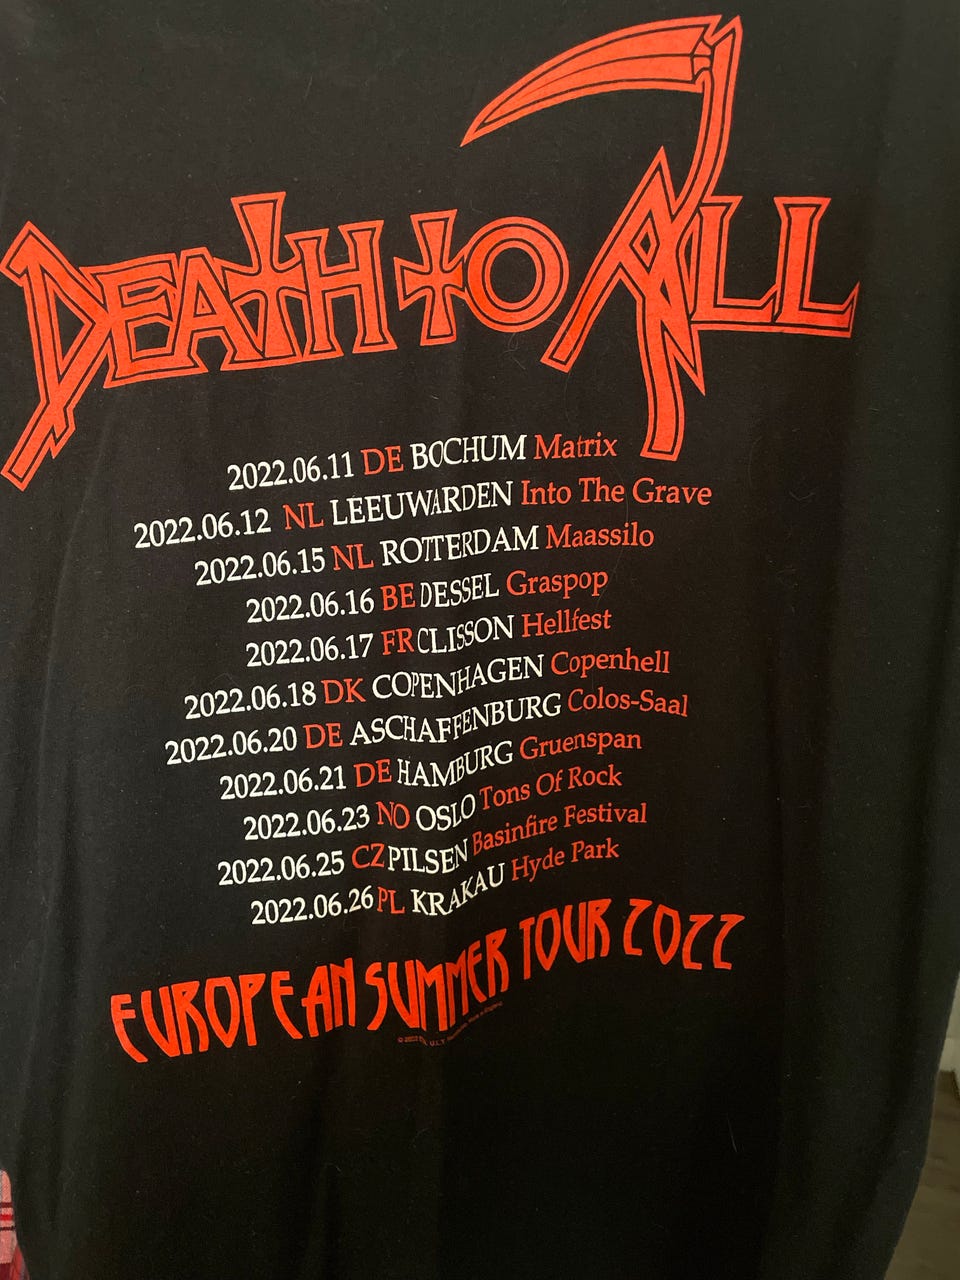 DEATH TO ALL
2022.06.11 DE BOCHUM Matrix
2022.06.12 NL LEEUWARDEN Into The Grave
2022.06.15 NL ROTTERDAM Maassilo
2022.06.16 BE DESSEL Graspop
2022.06.17 FR CLISSON Hellfest
2022.06.18 DK COPENHAGEN Copenhell
2022.06.20 DE ASCHAFFENBURG Colos-Saal
2022.06.21 DE HAMBURG Gruenspan
2022.06.23 NO OSLO Tons Of Rock
2022.06.25 CZ PILSEN Basinfire Festival
2022.06.26 PL KRAKAU Hyde Park
EUROPEAN SUMMER TOUR 2022